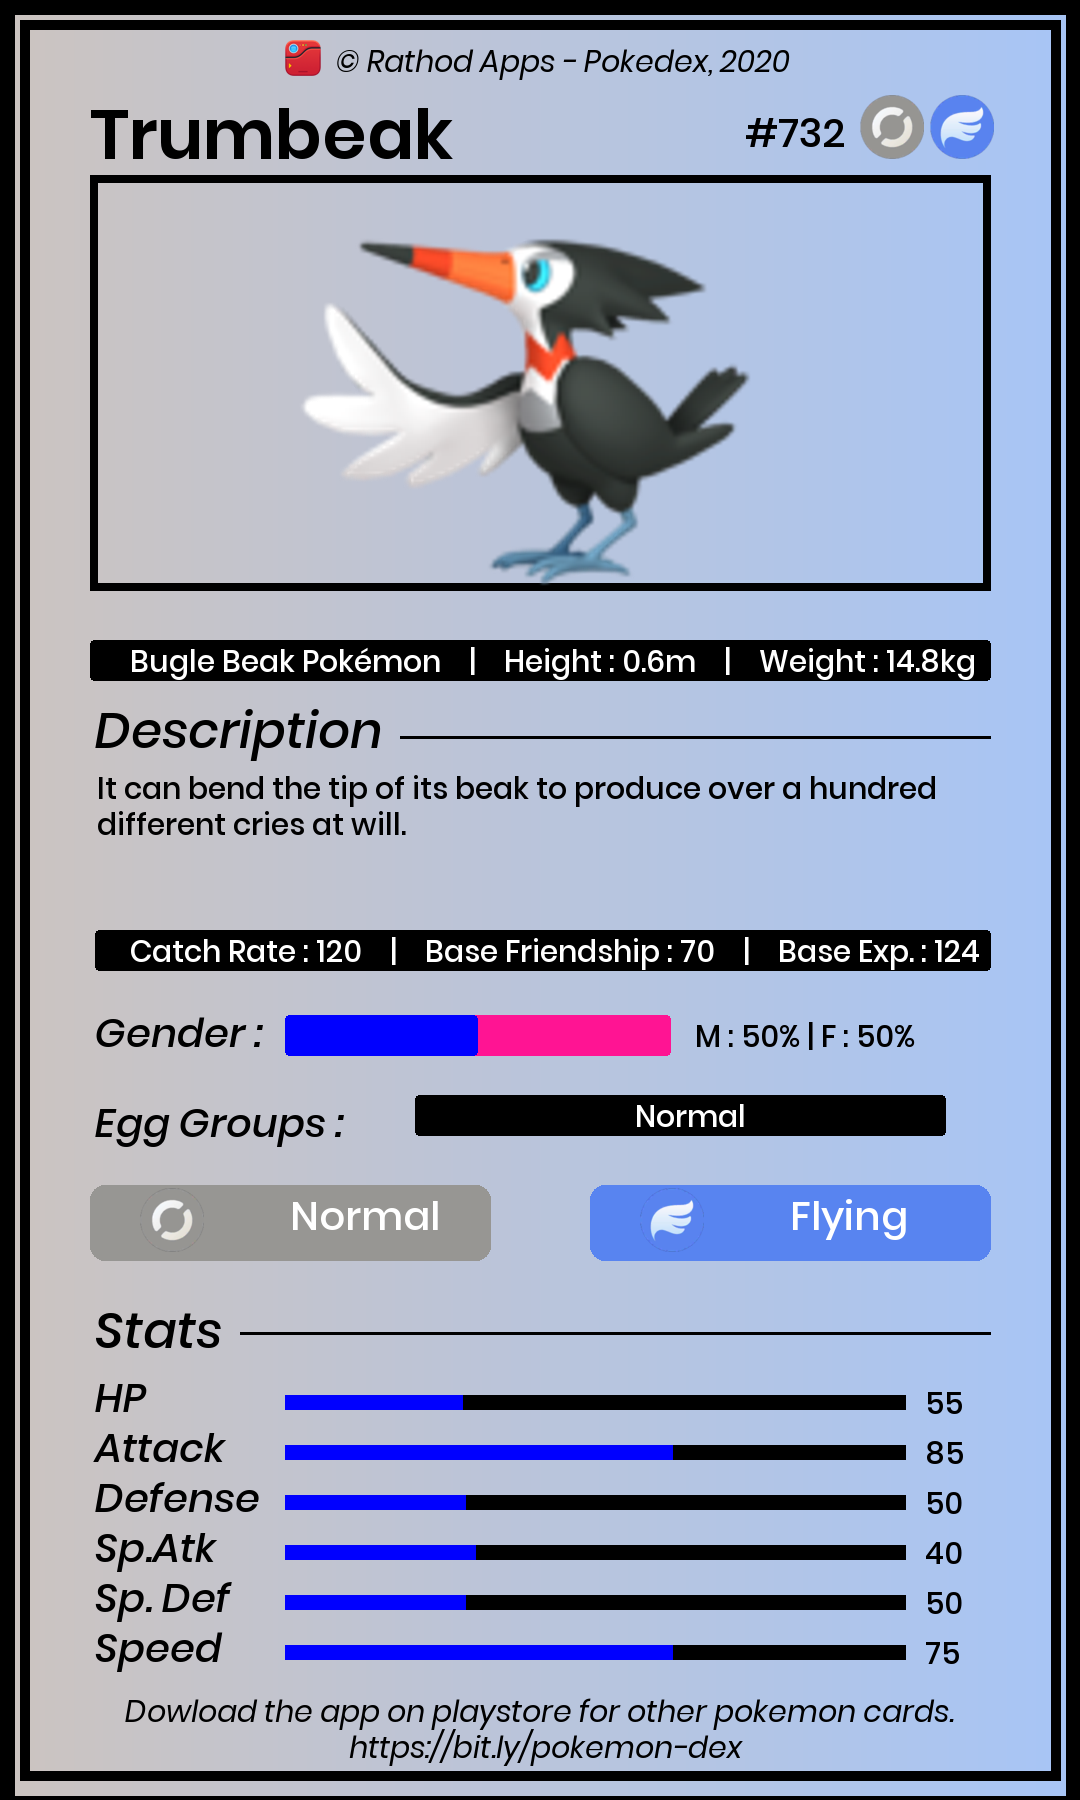 © Rathod Apps - Pokedex, 2020
Trumbeak #732
Bugle Beak Pokémon | Height : 0.6m | Weight : 14.8kg
Description
It can bend the tip of its beak to produce over a hundred
different cries at will.
Catch Rate : 120 | Base Friendship : 70 | Base Exp. : 124
Gender : M : 50% | F : 50%
Egg Groups : Normal
Normal Flying
Stats
HP 55
Attack 85
Defense 50
Sp.Atk 40
Sp. Def 50
Speed 75
Dowload the app on playstore for other pokemon cards.
https://bit.ly/pokemon-dex